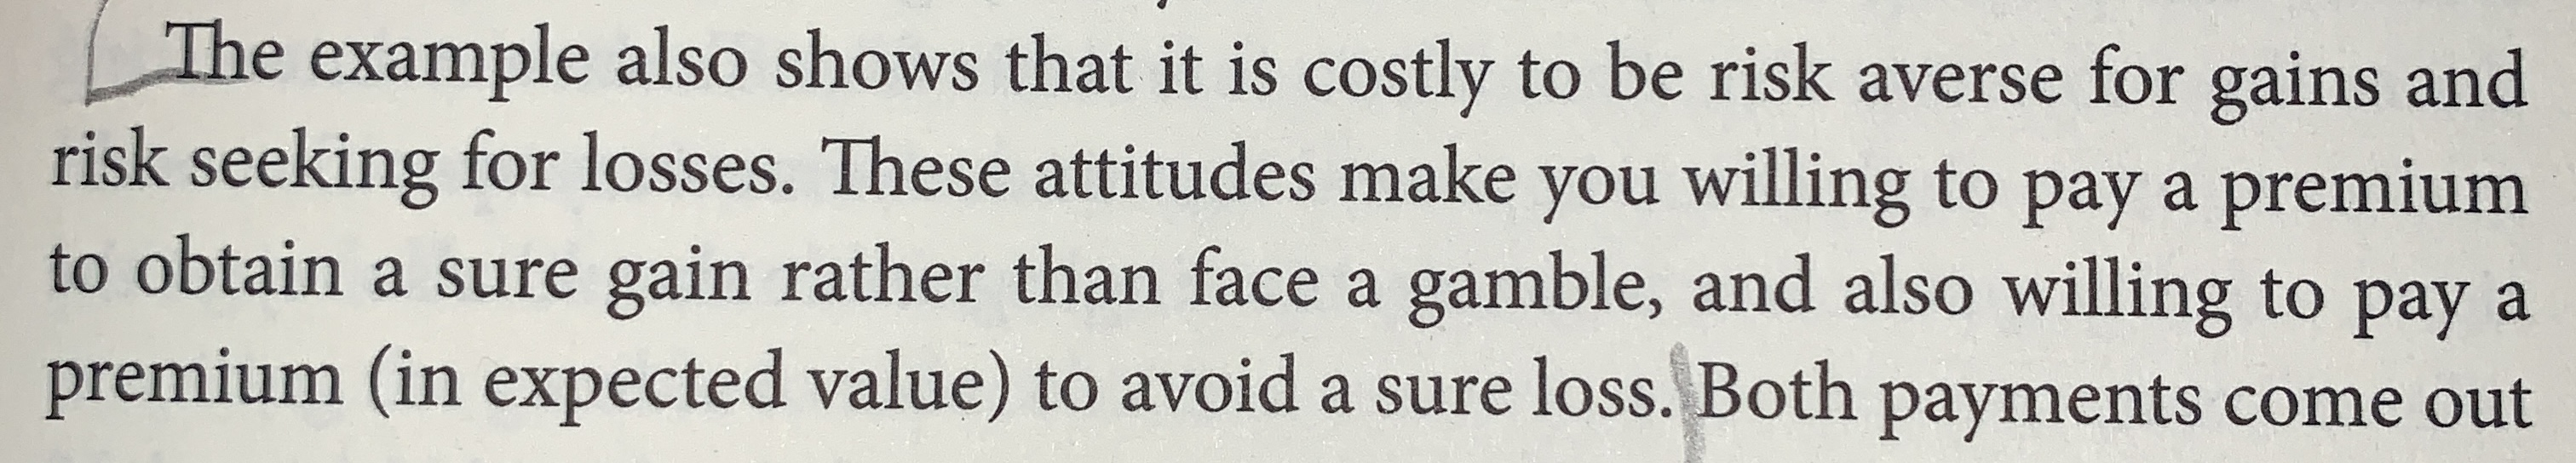 The example also shows that it is costly to be risk averse for gains and
risk seeking for losses. These attitudes make you willing to pay a premium
to obtain a sure gain rather than face a gamble, and also willing to pay a
premium (in expected value) to avoid a sure loss. Both payments come out